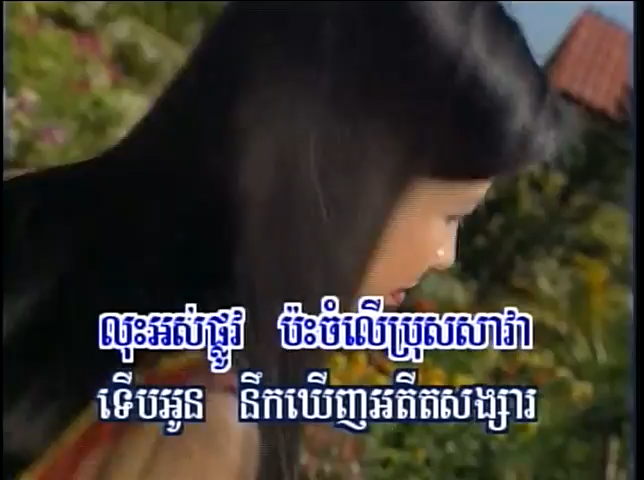 លុះអស់ផ្លូវ ប៉ះចំលើប្រុសសាវា
ទើបអូន នឹកឃើញអតីតសង្សារ